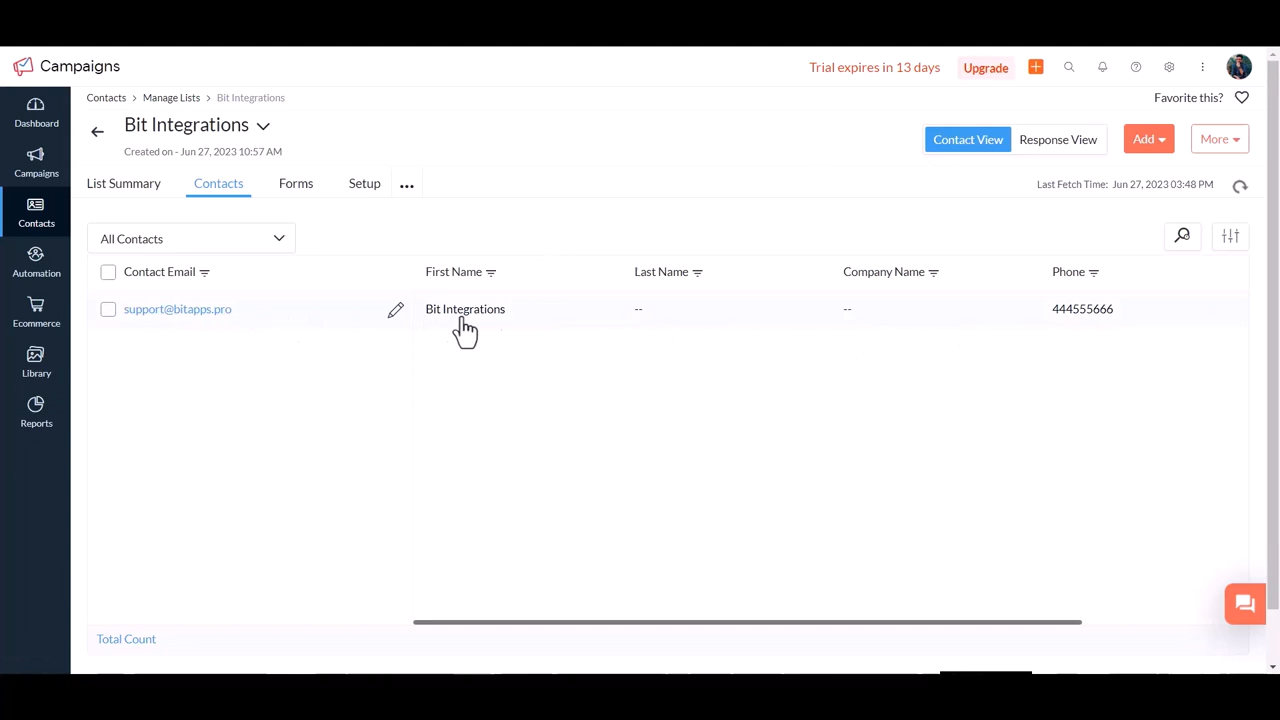 Campaigns
Trial expires in 13 days
Upgrade
Dashboard
Campaigns
Contacts
Automation
Ecommerce
Library
Reports
Contacts > Manage Lists > Bit Integrations
Favorite this?
Bit Integrations
Created on - Jun 27, 2023 10:57 AM
Contact View
Response View
Add
More
List Summary
Contacts
Forms
Setup
...
Last Fetch Time: Jun 27, 2023 03:48 PM
All Contacts
Contact Email
First Name
Last Name
Company Name
Phone
support@bitapps.pro
Bit Integrations
--
--
444555666
Total Count